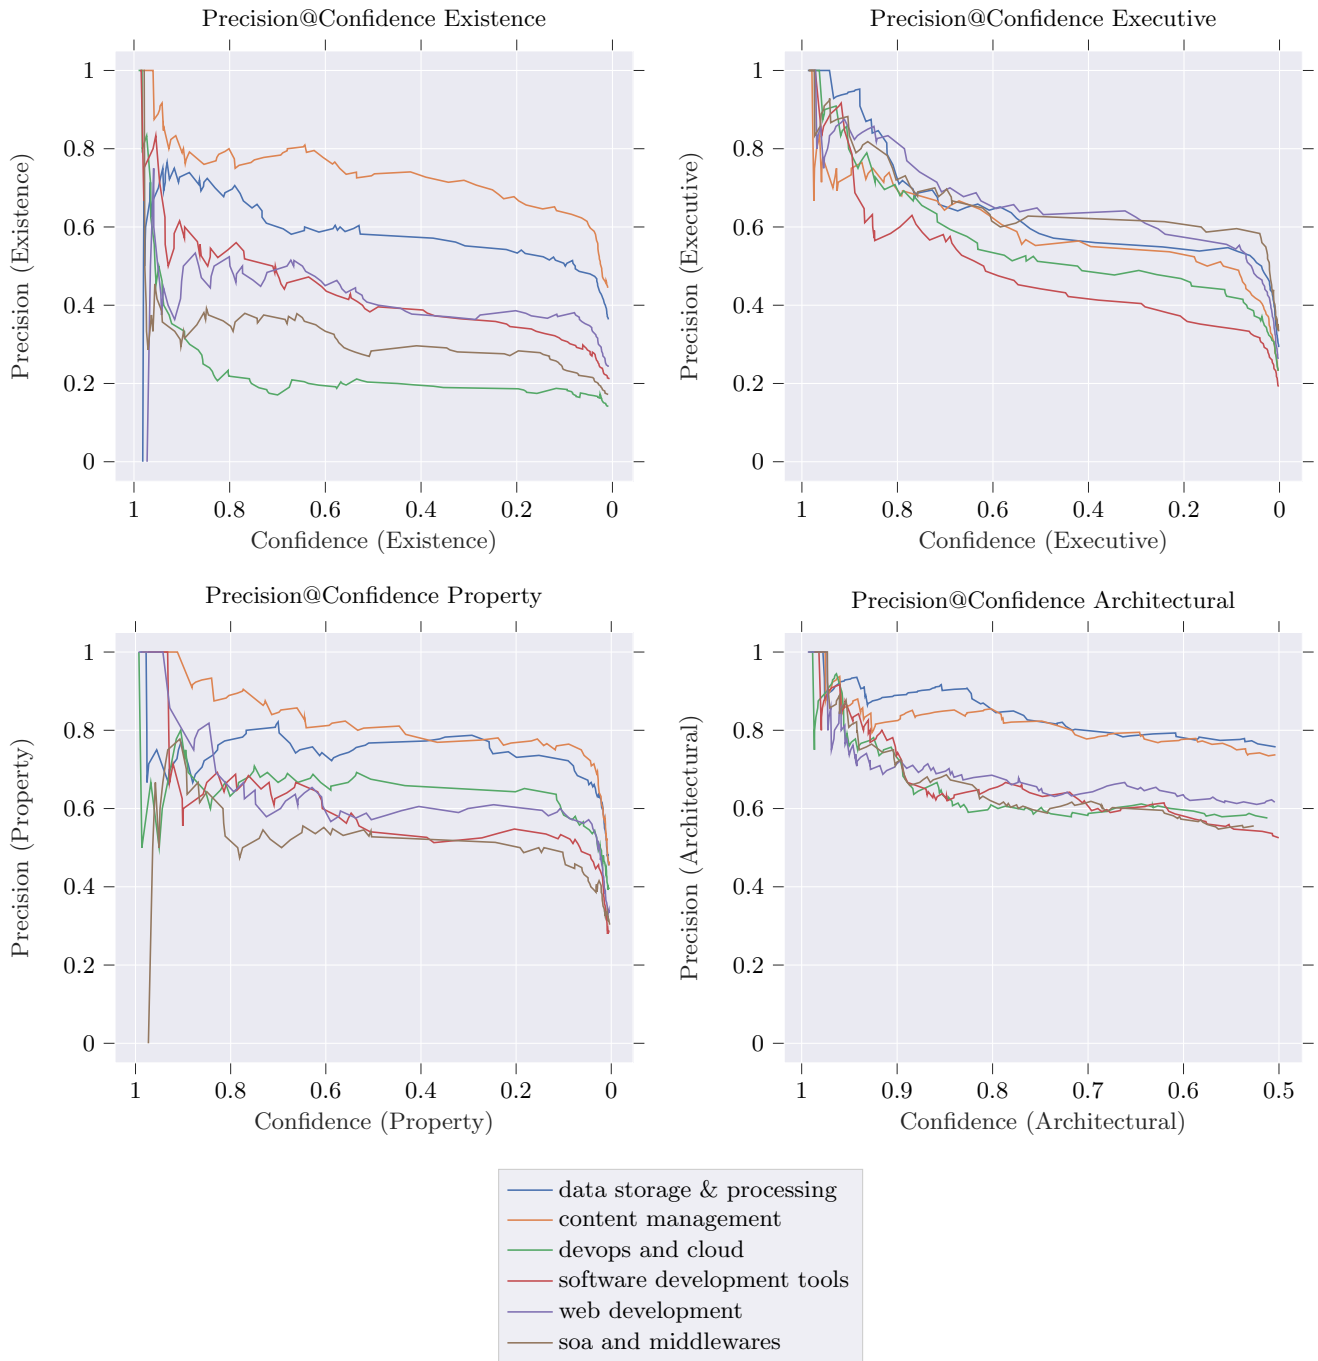 Precision@Confidence Existence
Precision (Existence)
1
0.8
0.6
0.4
0.2
0
1 0.8 0.6 0.4 0.2 0
Confidence (Existence)
Precision@Confidence Executive
Precision (Executive)
1
0.8
0.6
0.4
0.2
0
1 0.8 0.6 0.4 0.2 0
Confidence (Executive)
Precision@Confidence Property
Precision (Property)
1
0.8
0.6
0.4
0.2
0
1 0.8 0.6 0.4 0.2 0
Confidence (Property)
Precision@Confidence Architectural
Precision (Architectural)
1
0.8
0.6
0.4
0.2
0
1 0.9 0.8 0.7 0.6 0.5
Confidence (Architectural)
data storage & processing
content management
devops and cloud
software development tools
web development
soa and middlewares